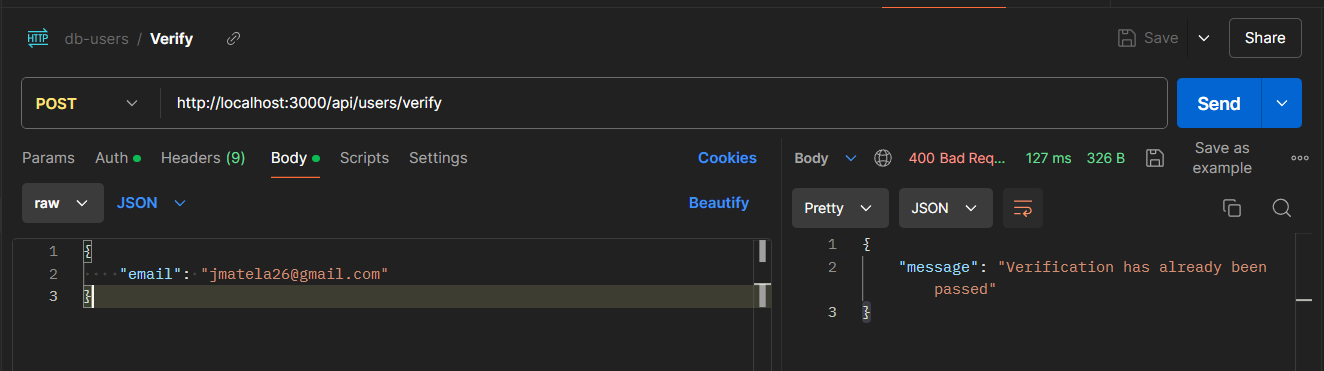 HTTP db-users / Verify Save Share
POST http://localhost:3000/api/users/verify Send
Params Auth Headers (9) Body Scripts Settings Cookies
raw JSON Beautify
1 {
2 "email": "jmatela26@gmail.com"
3 }
Body 400 Bad Req... 127 ms 326 B Save as
example
Pretty JSON
1 {
2 "message": "Verification has already been
passed"
3 }